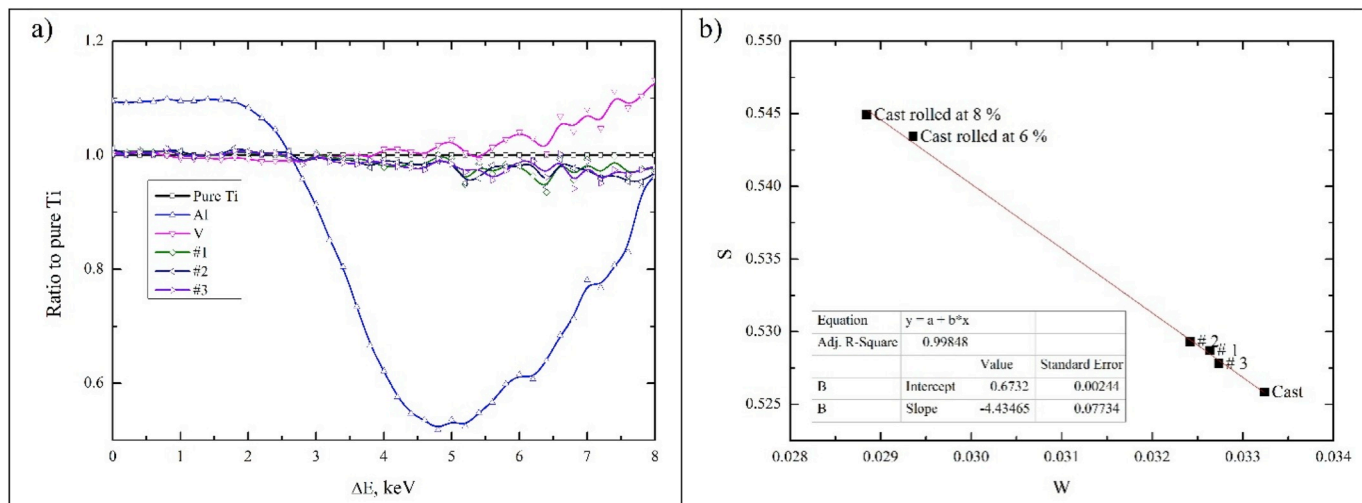 a)
1.2
1.0
0.8
0.6
Ratio to pure Ti
Pure Ti
Al
V
#1
#2
#3
0 1 2 3 4 5 6 7 8
ΔE, keV
b)
0.550
0.545
0.540
0.535
0.530
0.525
S
Cast rolled at 8 %
Cast rolled at 6 %
# 2
# 1
# 3
Cast
Equation y = a + b*x
Adj. R-Square 0.99848
Value Standard Error
B Intercept 0.6732 0.00244
B Slope -4.43465 0.07734
0.028 0.029 0.030 0.031 0.032 0.033 0.034
W